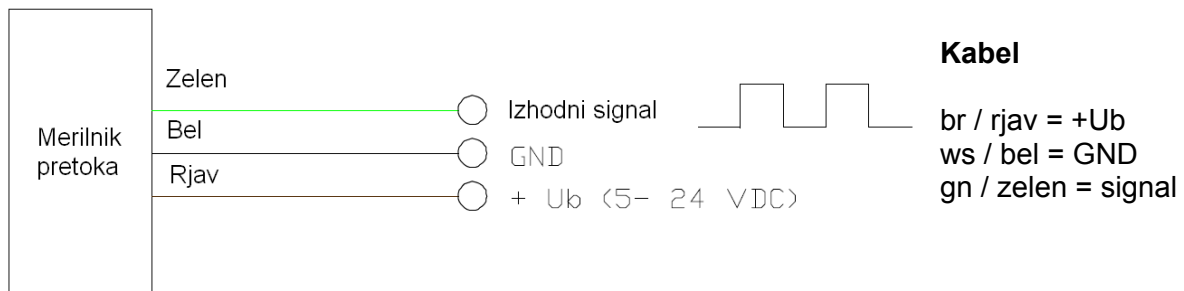 Merilnik
pretoka
Zelen
Izhodni signal
Bel
GND
Rjav
+ Ub (5- 24 VDC)
Kabel
br / rjav = +Ub
ws / bel = GND
gn / zelen = signal